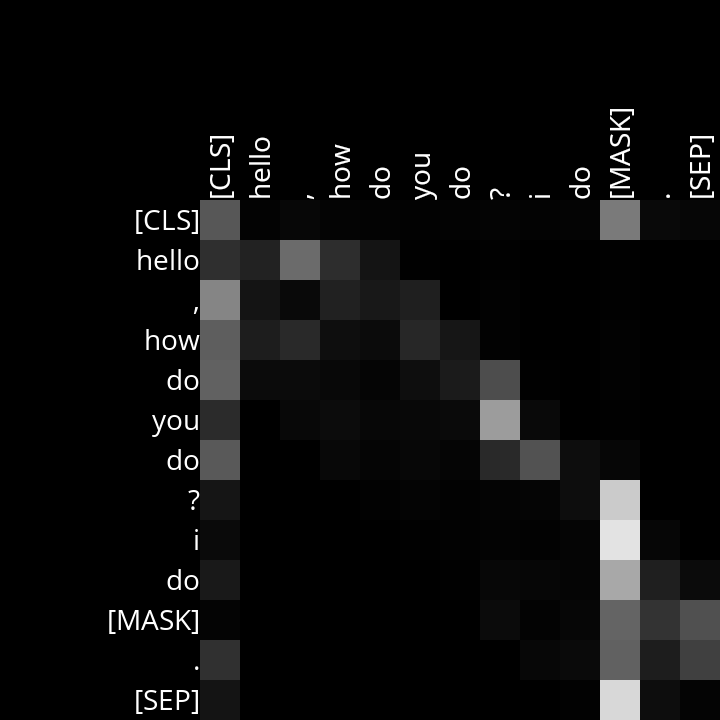 [CLS] hello , how do you do ? i do [MASK] . [SEP]
[CLS]
hello
,
how
do
you
do
?
i
do
[MASK]
.
[SEP]